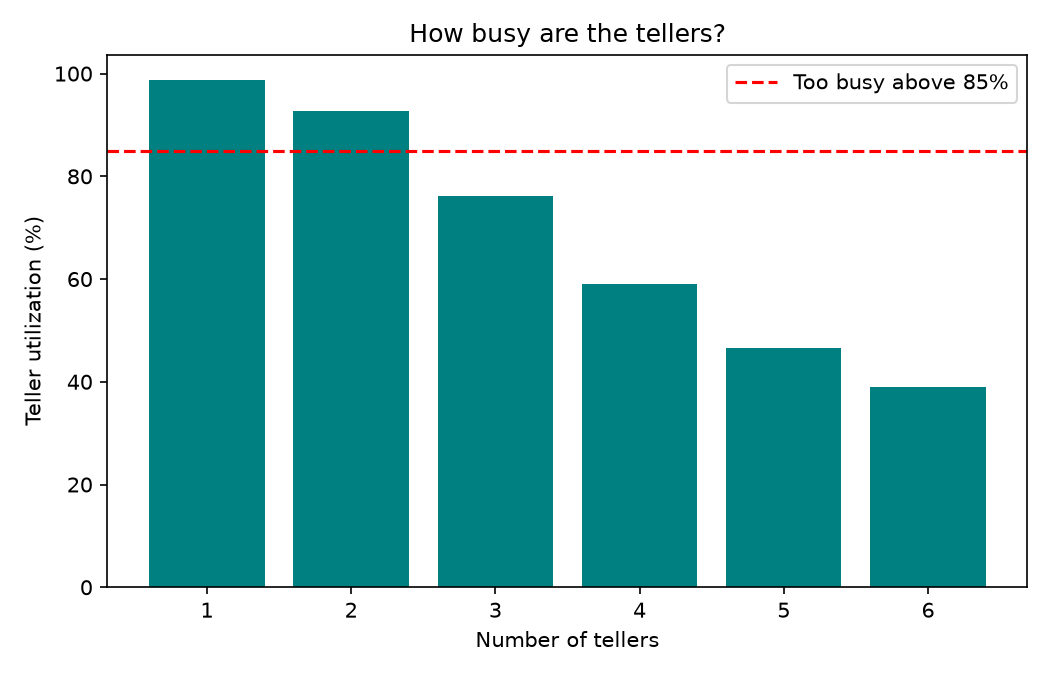 How busy are the tellers?
Too busy above 85%
Teller utilization (%)
100
80
60
40
20
0
1 2 3 4 5 6
Number of tellers